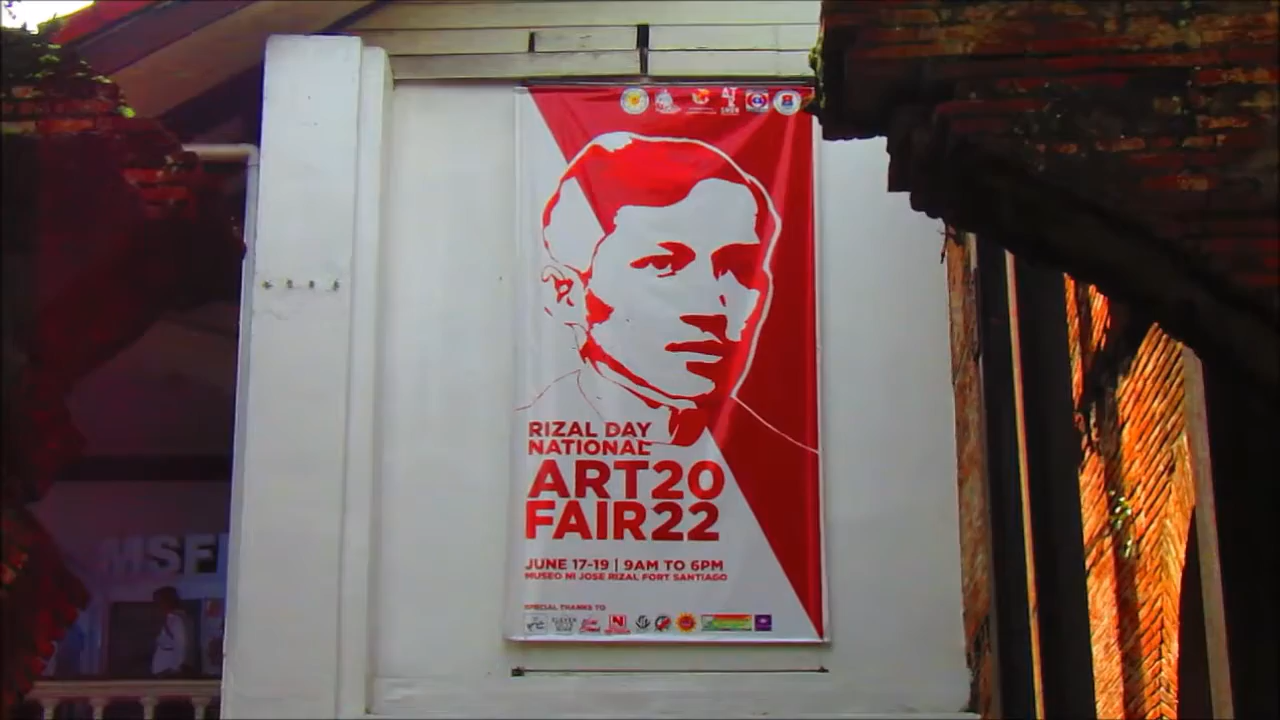 RIZAL DAY
NATIONAL
ART20
FAIR22
JUNE 17-19 | 9AM TO 6PM
MUSEO NI JOSE RIZAL FORT SANTIAGO
SPECIAL THANKS TO
MSF